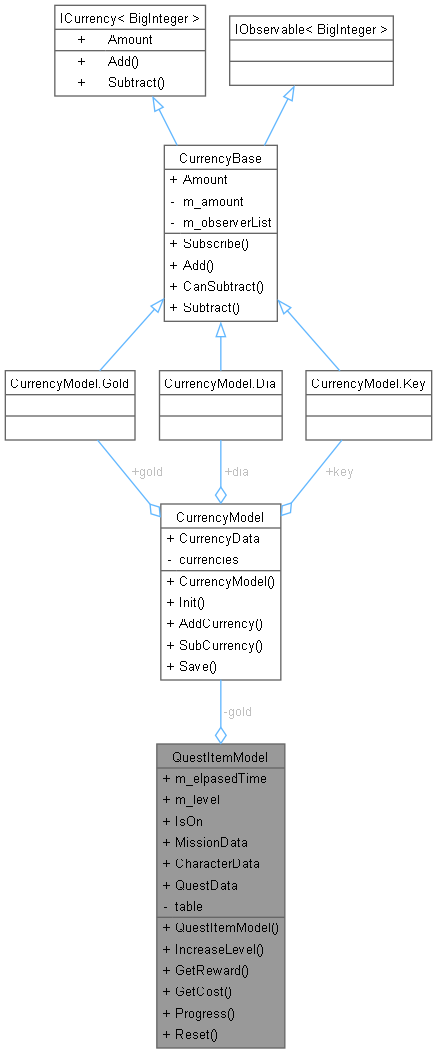 ICurrency< BigInteger >
+ Amount
+ Add()
+ Subtract()
IObservable< BigInteger >
CurrencyBase
+ Amount
- m_amount
- m_observerList
+ Subscribe()
+ Add()
+ CanSubtract()
+ Subtract()
CurrencyModel.Gold
CurrencyModel.Dia
CurrencyModel.Key
+gold
+dia
+key
CurrencyModel
+ CurrencyData
- currencies
+ CurrencyModel()
+ Init()
+ AddCurrency()
+ SubCurrency()
+ Save()
-gold
QuestItemModel
+ m_elpasedTime
+ m_level
+ IsOn
+ MissionData
+ CharacterData
+ QuestData
- table
+ QuestItemModel()
+ IncreaseLevel()
+ GetReward()
+ GetCost()
+ Progress()
+ Reset()